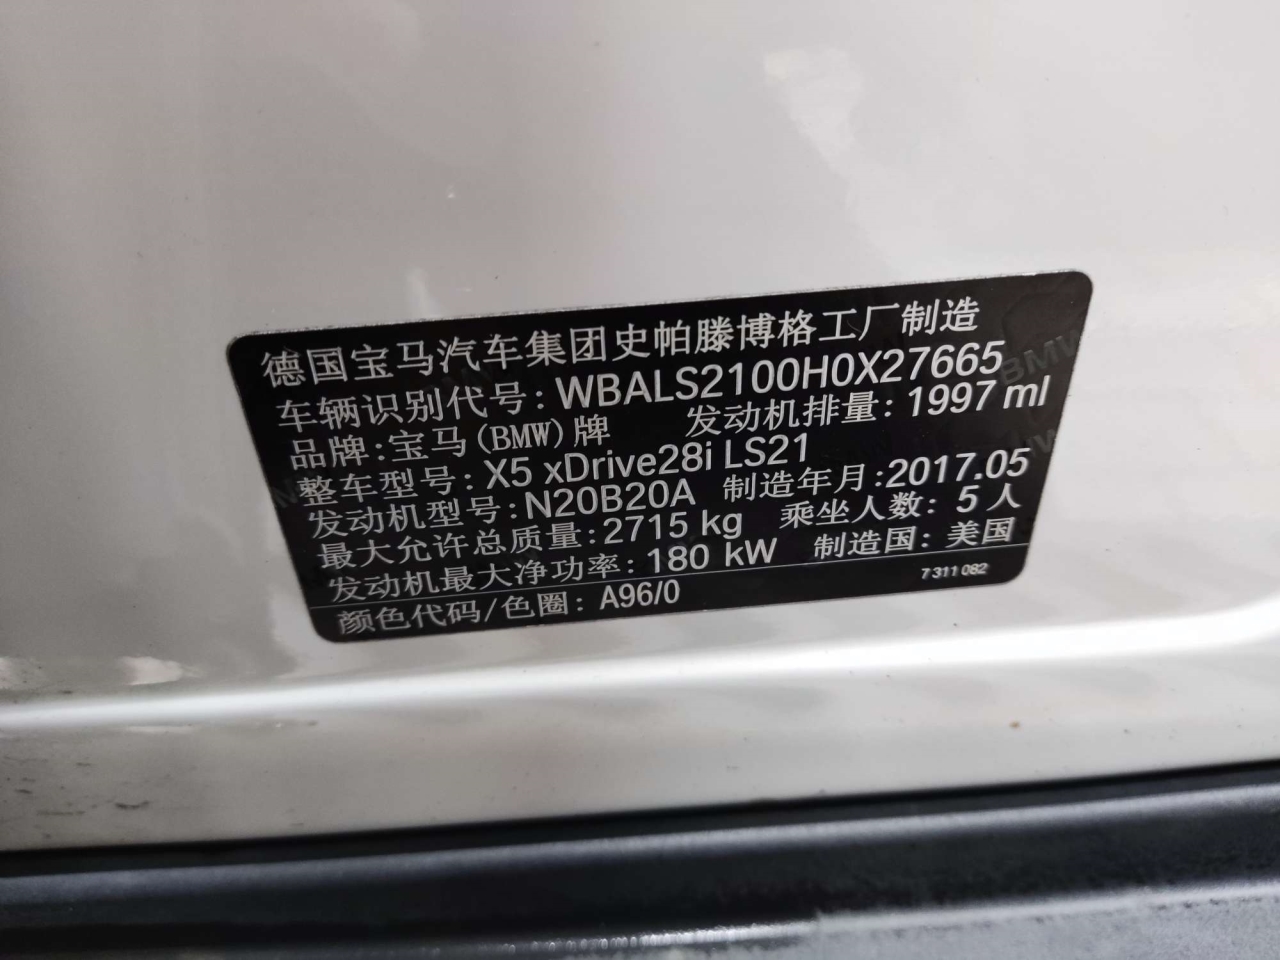 德国宝马汽车集团史帕滕博格工厂制造
车辆识别代号: WBALS2100H0X27665
品牌:宝马(BMW)牌 发动机排量: 1997 ml
整车型号: X5 xDrive28i LS21
发动机型号: N20B20A 制造年月:2017.05
最大允许总质量: 2715 kg 乘坐人数: 5 人
发动机最大净功率: 180 kW 制造国: 美国
7 311 082
颜色代码/色圈: A96/0